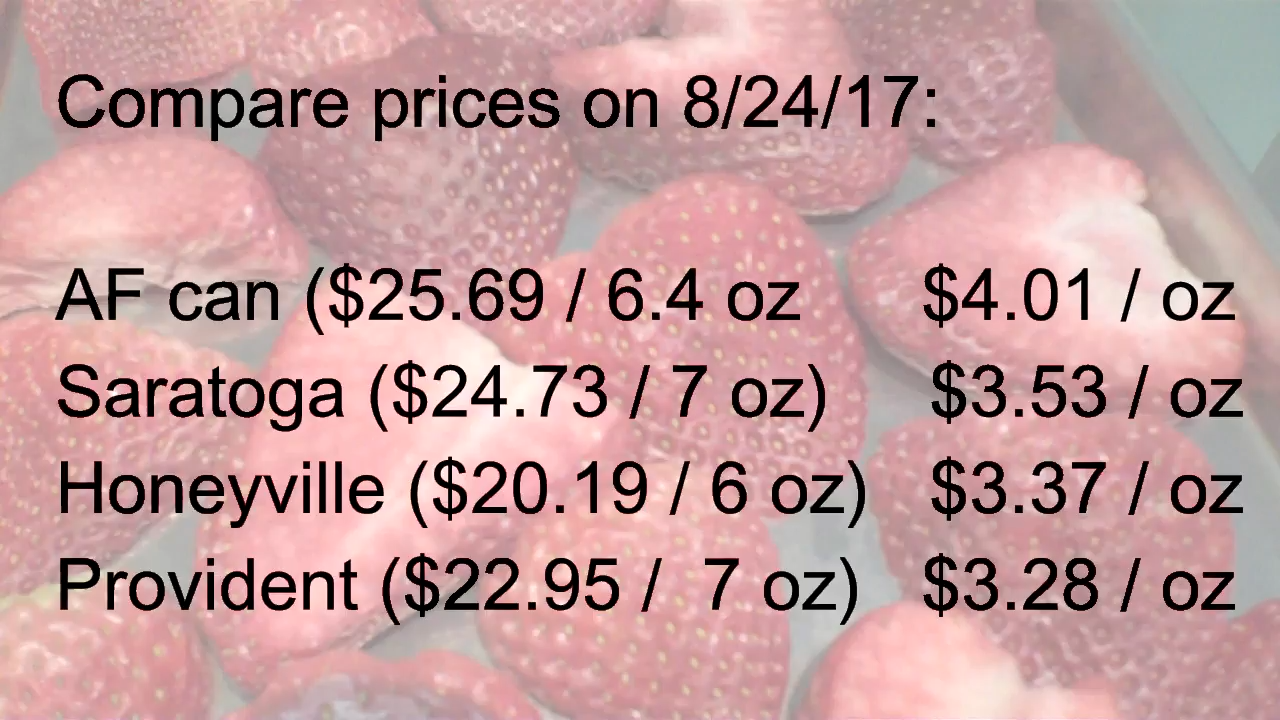 Compare prices on 8/24/17:
AF can ($25.69 / 6.4 oz $4.01 / oz
Saratoga ($24.73 / 7 oz) $3.53 / oz
Honeyville ($20.19 / 6 oz) $3.37 / oz
Provident ($22.95 / 7 oz) $3.28 / oz